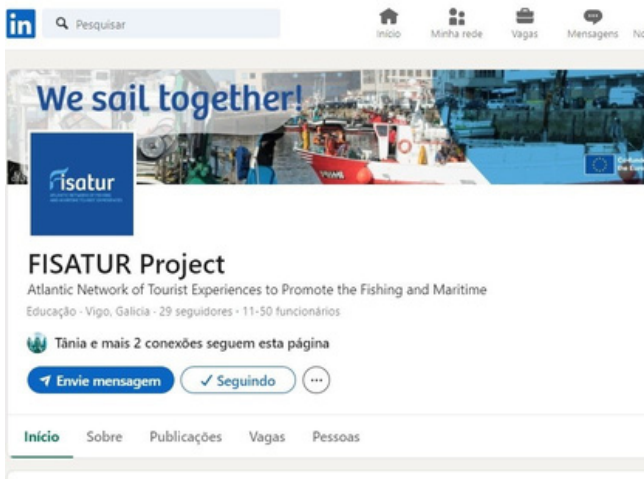 in
Pesquisar
Início
Minha rede
Vagas
Mensagens
We sail together!
fisatur
FISATUR Project
Atlantic Network of Tourist Experiences to Promote the Fishing and Maritime
Educação · Vigo, Galicia · 29 seguidores · 11-50 funcionários
Tânia e mais 2 conexões seguem esta página
Envie mensagem
Seguindo
Início Sobre Publicações Vagas Pessoas